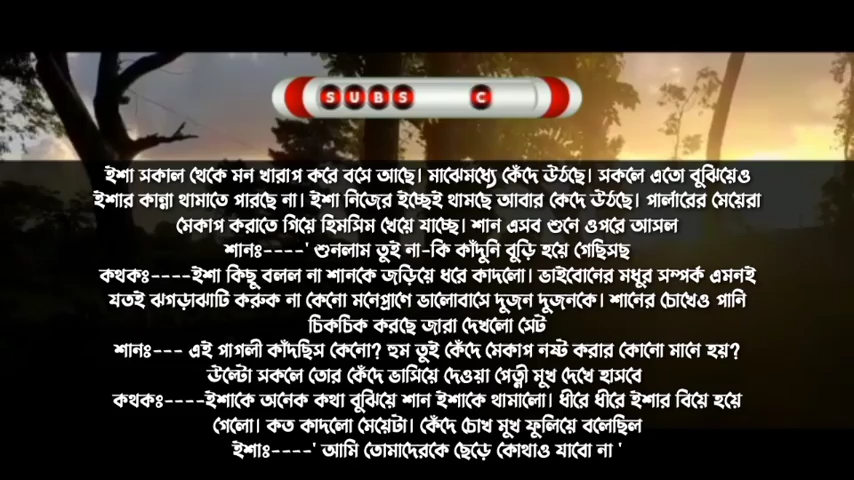 SUBS C
ইশা সকাল থেকে মন খারাপ করে বসে আছে। মাঝেমধ্যে কেঁদে উঠছে। সকলে এতো বুঝিয়েও
ইশার কান্না থামাতে পারছে না। ইশা নিজের ইচ্ছেই থামছে আবার কেদে উঠছে। পার্লারের মেয়েরা
মেকাপ করাতে গিয়ে হিমসিম খেয়ে যাচ্ছে। শান এসব শুনে ওপরে আসল
শানঃ----' শুনলাম তুই না-কি কাঁদুনি বুড়ি হয়ে গেছিসছ
কথকঃ----ইশা কিছু বলল না শানকে জড়িয়ে ধরে কাদলো। ভাইবোনের মধুর সম্পর্ক এমনই
যতই ঝগড়াঝাটি করুক না কেনো মনেপ্রাণে ভালোবাসে দুজন দুজনকে। শানের চোখেও পানি
চিকচিক করছে জারা দেখলো সেট
শানঃ--- এই পাগলী কাঁদছিস কেনো? হুম তুই কেঁদে মেকাপ নষ্ট করার কোনো মানে হয়?
উল্টো সকলে তোর কেঁদে ভাসিয়ে দেওয়া পেত্নী মুখ দেখে হাসবে
কথকঃ----ইশাকে অনেক কথা বুঝিয়ে শান ইশাকে থামালো। ধীরে ধীরে ইশার বিয়ে হয়ে
গেলো। কত কাদলো মেয়েটা। কেঁদে চোখ মুখ ফুলিয়ে বলেছিল
ইশাঃ----' আমি তোমাদেরকে ছেড়ে কোথাও যাবো না '